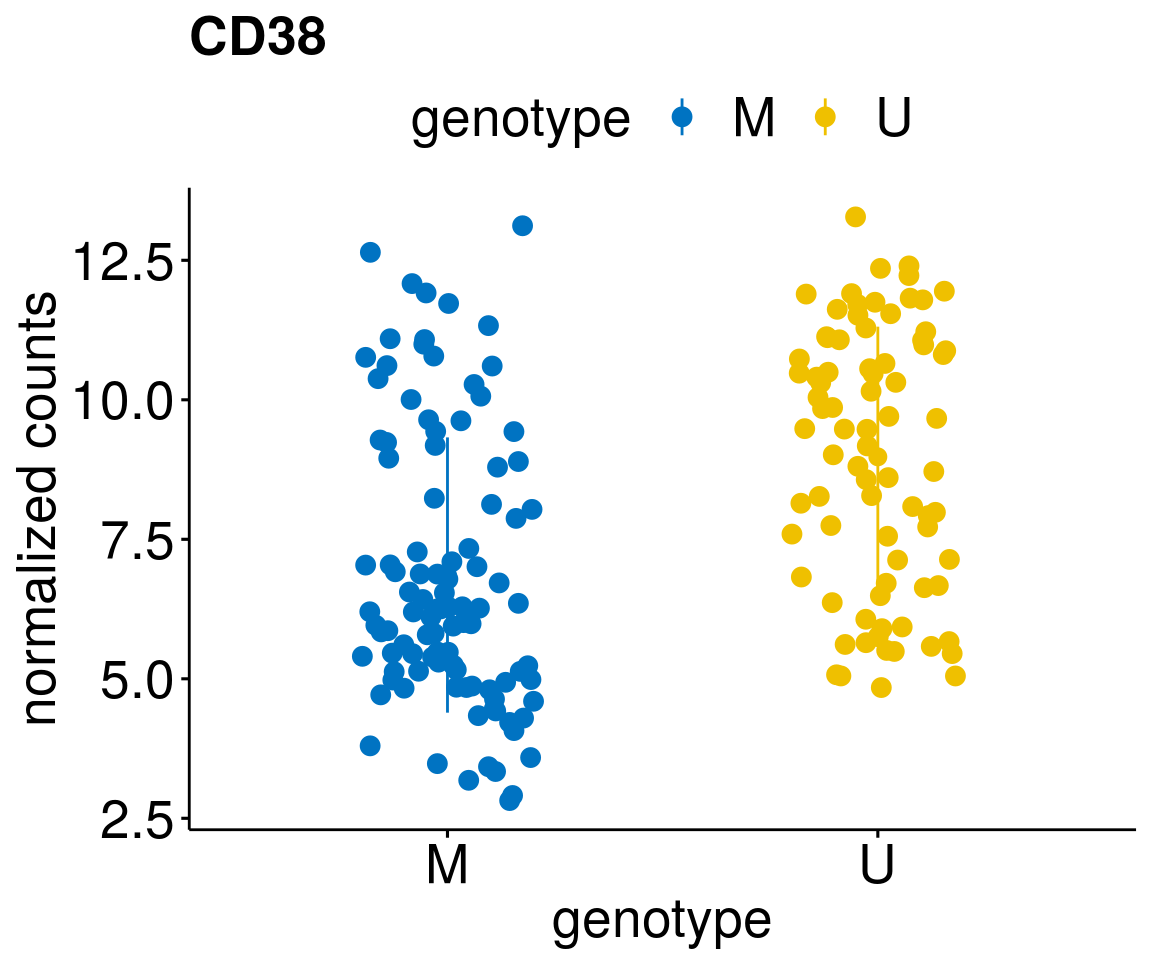 CD38
genotype M U
normalized counts
12.5
10.0
7.5
5.0
2.5
M U
genotype